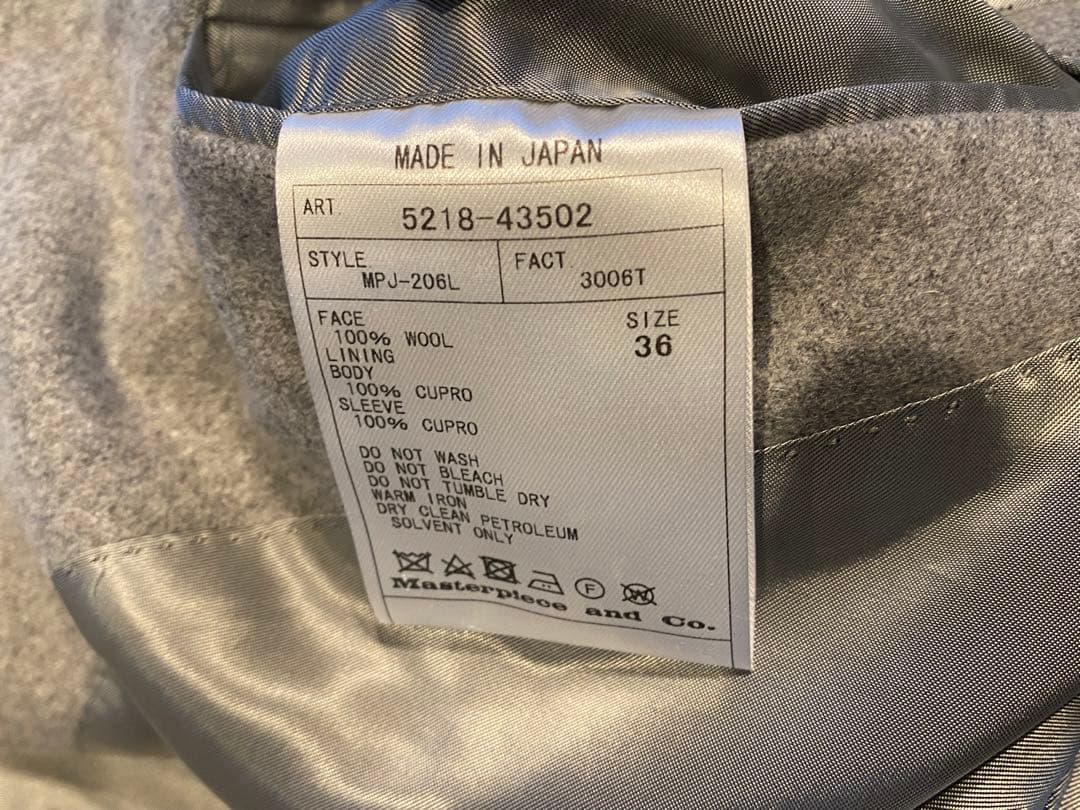 MADE IN JAPAN
ART. 5218-43502
STYLE FACT.
MPJ-206L 3006T
FACE SIZE
100% WOOL 36
LINING
BODY
100% CUPRO
SLEEVE
100% CUPRO
DO NOT WASH
DO NOT BLEACH
DO NOT TUMBLE DRY
WARM IRON
DRY CLEAN PETROLEUM
SOLVENT ONLY
F W
Masterpiece and Co.